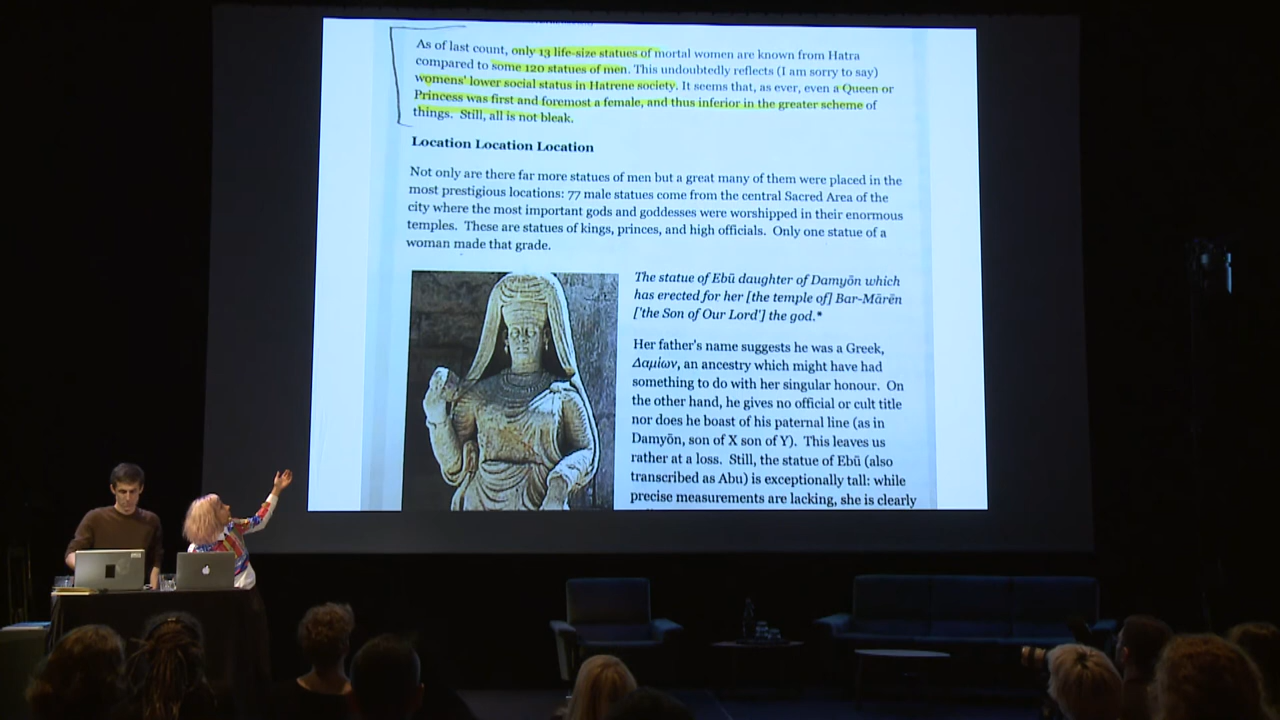 As of last count, only 13 life-size statues of mortal women are known from Hatra
compared to some 120 statues of men. This undoubtedly reflects (I am sorry to say)
womens' lower social status in Hatrene society. It seems that, as ever, even a Queen or
Princess was first and foremost a female, and thus inferior in the greater scheme of
things. Still, all is not bleak.
Location Location Location
Not only are there far more statues of men but a great many of them were placed in the
most prestigious locations: 77 male statues come from the central Sacred Area of the
city where the most important gods and goddesses were worshipped in their enormous
temples. These are statues of kings, princes, and high officials. Only one statue of a
woman made that grade.
The statue of Ebū daughter of Damyōn which
has erected for her [the temple of] Bar-Mārēn
['the Son of Our Lord'] the god.*
Her father's name suggests he was a Greek,
Δαμίων, an ancestry which might have had
something to do with her singular honour. On
the other hand, he gives no official or cult title
nor does he boast of his paternal line (as in
Damyōn, son of X son of Y). This leaves us
rather at a loss. Still, the statue of Ebū (also
transcribed as Abu) is exceptionally tall: while
precise measurements are lacking, she is clearly